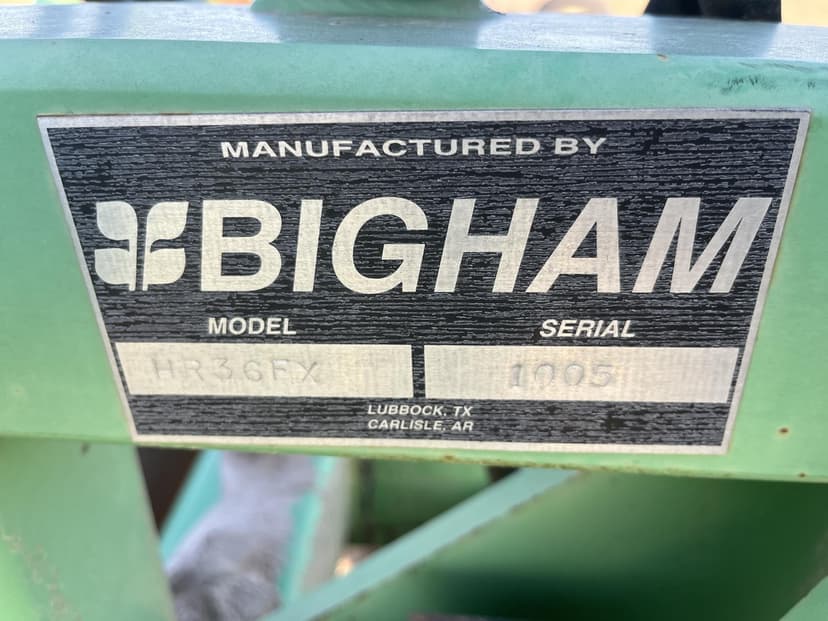 MANUFACTURED BY
BIGHAM
MODEL SERIAL
HR36FX 1005
LUBBOCK, TX
CARLISLE, AR